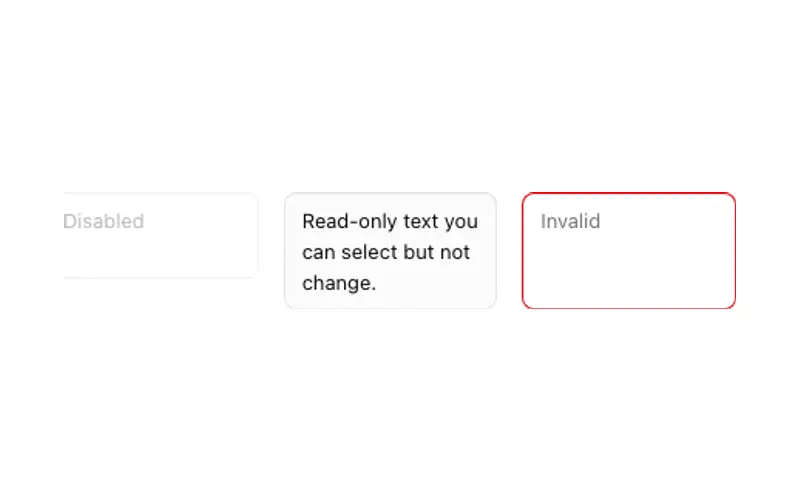 Disabled
Read-only text you
can select but not
change.
Invalid